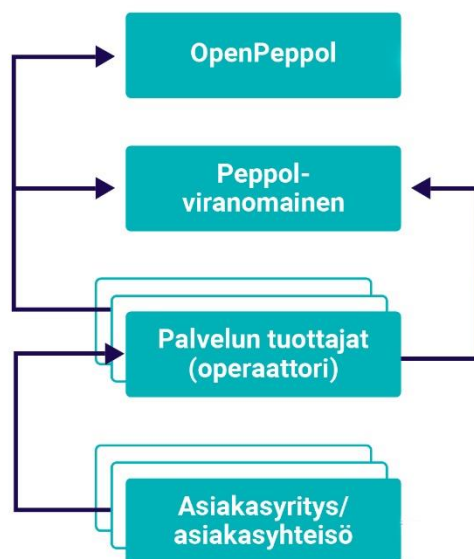 OpenPeppol
Peppol-
viranomainen
Palvelun tuottajat
(operaattori)
Asiakasyritys/
asiakasyhteisö